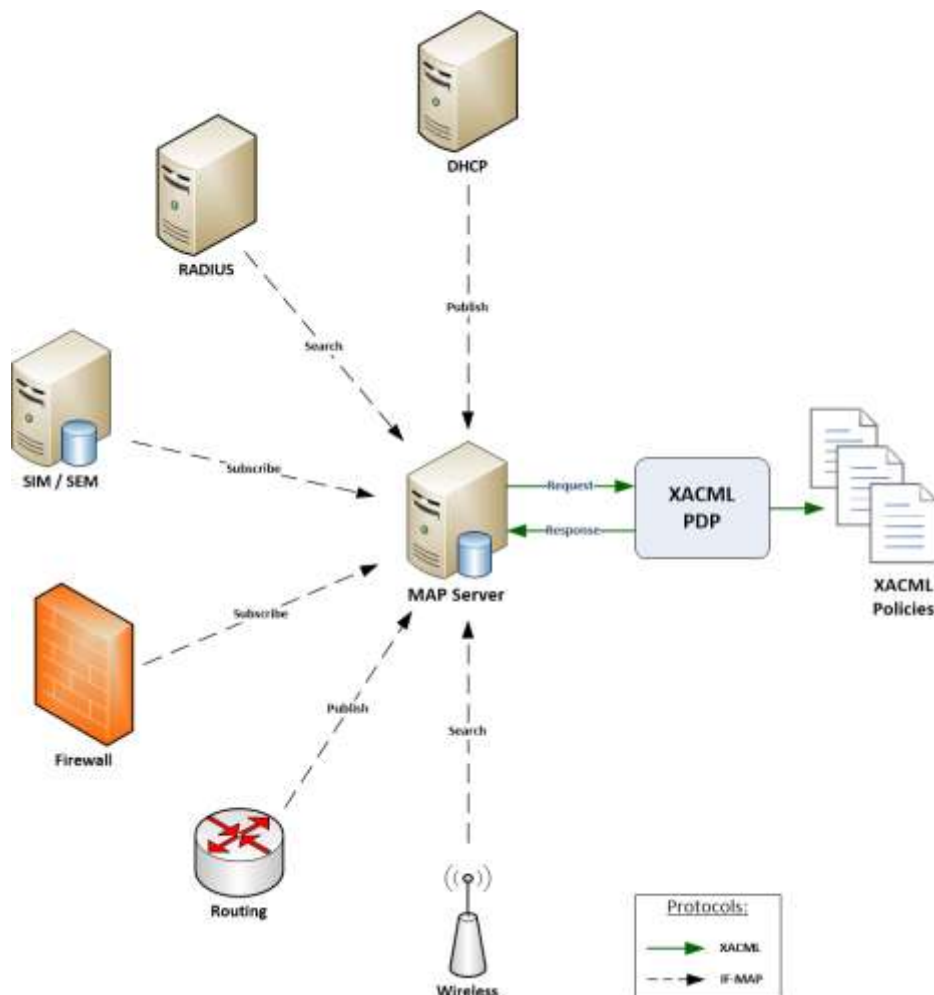 DHCP
RADIUS
Publish
Search
SIM / SEM
Subscribe
Request
Response
XACML
PDP
MAP Server
XACML
Policies
Subscribe
Firewall
Publish
Search
Routing
Wireless
Protocols:
XACML
IF-MAP